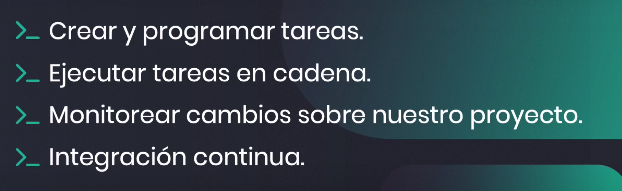 Crear y programar tareas.
Ejecutar tareas en cadena.
Monitorear cambios sobre nuestro proyecto.
Integración continua.